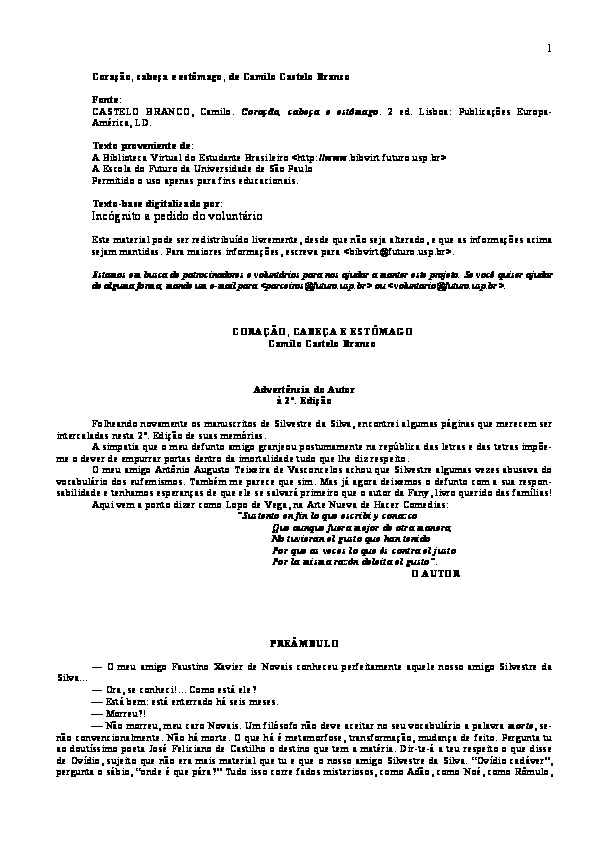 1
Coração, cabeça e estômago, de Camilo Castelo Branco
Fonte:
CASTELO BRANCO, Camilo. Coração, cabeça e estômago. 2 ed. Lisboa: Publicações Europa-
América, LD.
Texto proveniente de:
A Biblioteca Virtual do Estudante Brasileiro <http://www.bibvirt.futuro.usp.br>
A Escola do Futuro da Universidade de São Paulo
Permitido o uso apenas para fins educacionais.
Texto-base digitalizado por:
Incógnito a pedido do voluntário
Este material pode ser redistribuído livremente, desde que não seja alterado, e que as informações acima
sejam mantidas. Para maiores informações, escreva para <bibvirt@futuro.usp.br>.
Estamos em busca de patrocinadores e voluntários para nos ajudar a manter este projeto. Se você quiser ajudar
de alguma forma, mande um e-mail para <parceiros@futuro.usp.br> ou <voluntario@futuro.usp.br>.
CORAÇÃO, CABEÇA E ESTÔMAGO
Camilo Castelo Branco
Advertência do Autor
à 2ª. Edição
Folheando novamente os manuscritos de Silvestre da Silva, encontrei algumas páginas que merecem ser
intercaladas nesta 2ª. Edição de suas memórias.
A simpatia que o meu defunto amigo granjeou postumamente na república das letras e das tetras impõe-
me o dever de empurrar portas dentro da imortalidade tudo que lhe diz respeito.
O meu amigo Antônio Augusto Teixeira de Vasconcelos achou que Silvestre algumas vezes abusava do
vocabulário dos eufemismos. Também me parece que sim. Mas já agora deixemos o defunto com a sua respon-
sabilidade e tenhamos esperanças de que ele se salvará primeiro que o autor da Fany, livro querido das famílias!
Aqui vem a ponto dizer como Lopo de Vega, na Arte Nueva de Hacer Comedias:
"Sustento enfin lo que escribí y conozco
Que aunque fuera mejor de otra manera,
No tuvieran el gusto que han tenido
Por que as veces lo que és contra el justo
Por la misma razón deleita el gusto".
O AUTOR
PREÂMBULO
— O meu amigo Faustino Xavier de Novais conheceu perfeitamente aquele nosso amigo Silvestre da
Silva...
— Ora, se conheci!... Como está ele?
— Está bem: está enterrado há seis meses.
— Morreu?!
— Não morreu, meu caro Novais. Um filósofo não deve aceitar no seu vocabulário a palavra morte, se-
não convencionalmente. Não há morte. O que há é metamorfose, transformação, mudança de feito. Pergunta tu
ao doutíssimo poeta José Feliciano de Castilho o destino que tem a matéria. Dir-te-á a teu respeito o que disse
de Ovídio, sujeito que não era mais material que tu e que o nosso amigo Silvestre da Silva. "Ovídio cadáver",
pergunta o sábio, "onde é que pára?" Tudo isso corre fados misteriosos, como Adão, como Noé, como Rômulo,